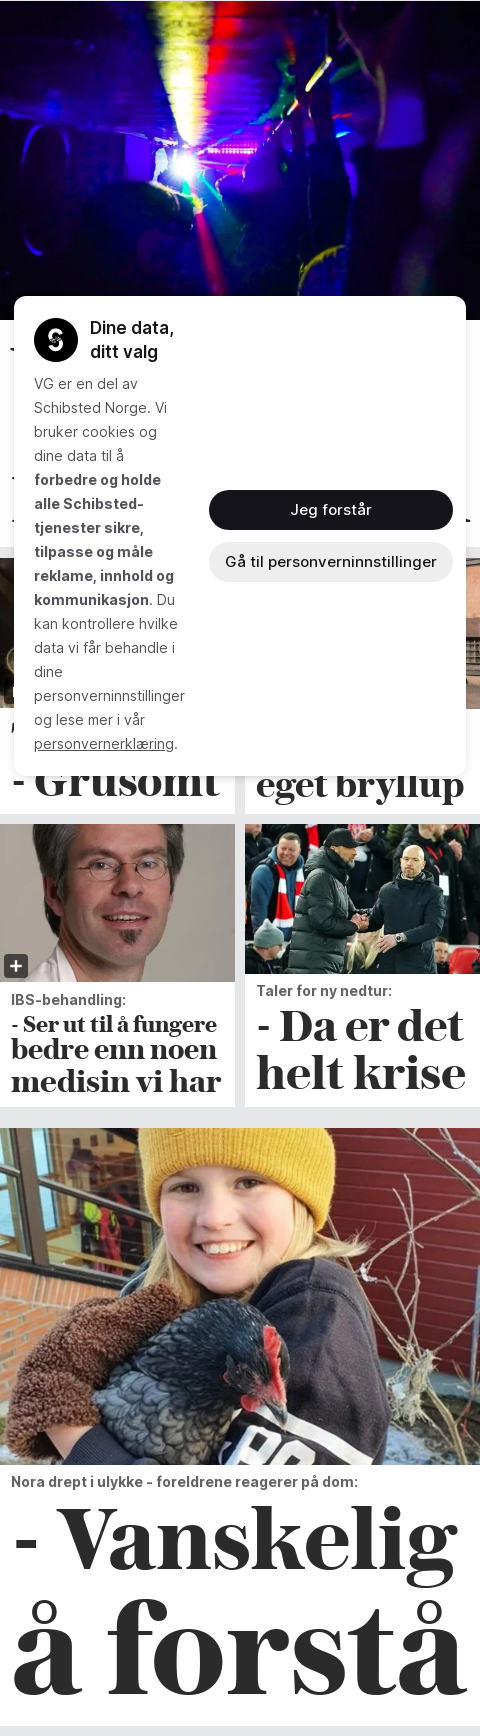 Dine data,
ditt valg
VG er en del av
Schibsted Norge. Vi
bruker cookies og
dine data til å
forbedre og holde
alle Schibsted-
tjenester sikre,
tilpasse og måle
reklame, innhold og
kommunikasjon. Du
kan kontrollere hvilke
data vi får behandle i
dine
personverninnstillinger
og lese mer i vår
personvernerklæring.
Jeg forstår
Gå til personverninnstillinger
- Grusomt
eget bryllup
IBS-behandling:
- Ser ut til å fungere
bedre enn noen
medisin vi har
Taler for ny nedtur:
- Da er det
helt krise
Nora drept i ulykke - foreldrene reagerer på dom:
- Vanskelig
å forstå